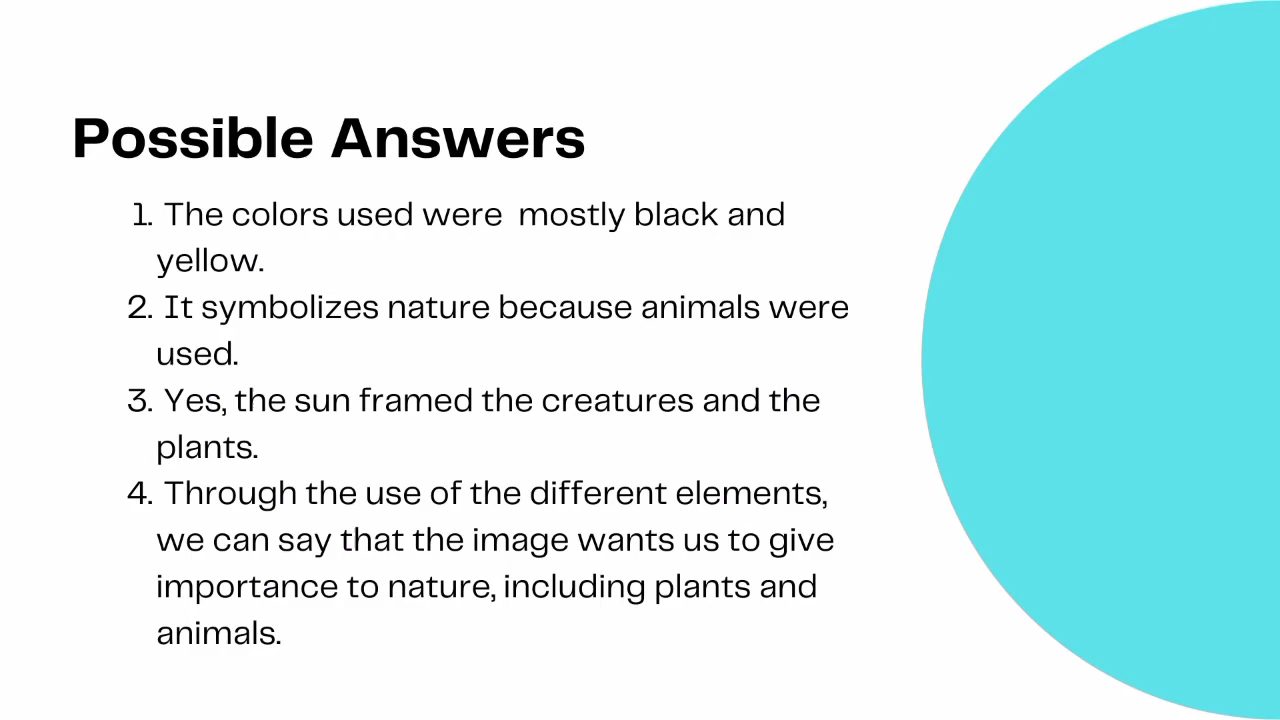 Possible Answers
1. The colors used were  mostly black and
yellow.
2. It symbolizes nature because animals were
used.
3. Yes, the sun framed the creatures and the
plants.
4. Through the use of the different elements,
we can say that the image wants us to give
importance to nature, including plants and
animals.